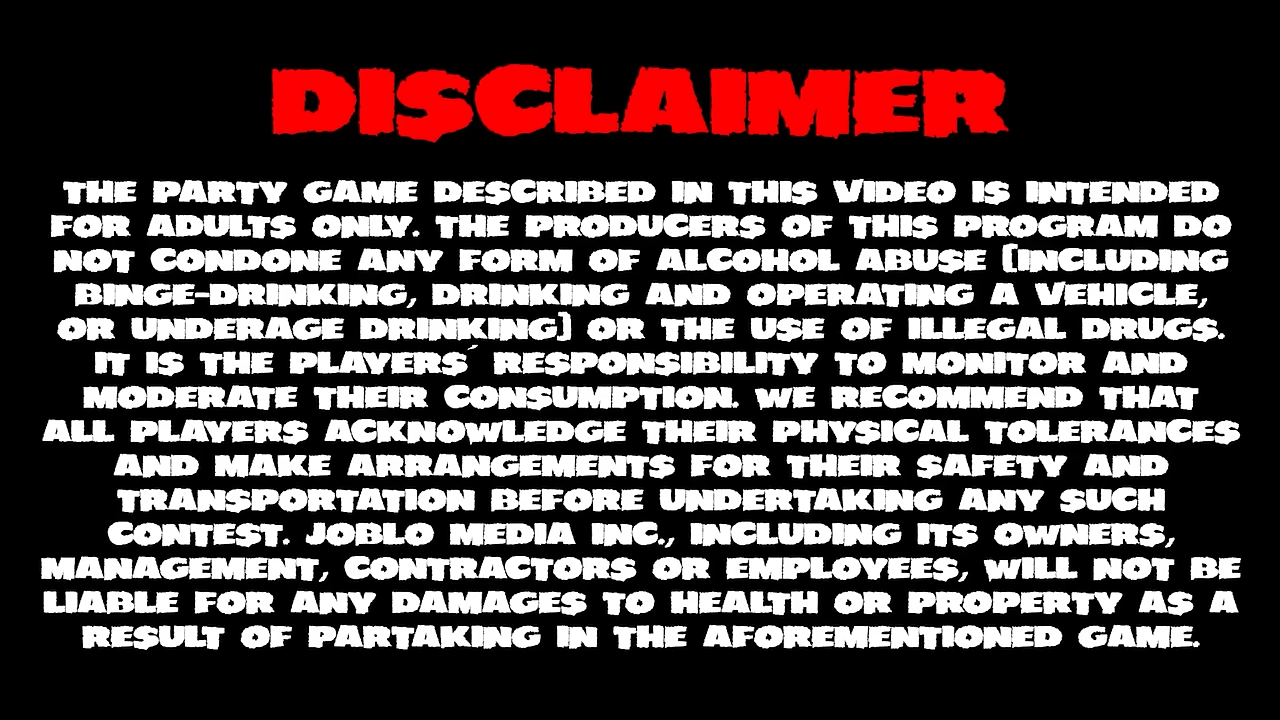 DISCLAIMER
THE PARTY GAME DESCRIBED IN THIS VIDEO IS INTENDED
FOR ADULTS ONLY. THE PRODUCERS OF THIS PROGRAM DO
NOT CONDONE ANY FORM OF ALCOHOL ABUSE [INCLUDING
BINGE-DRINKING, DRINKING AND OPERATING A VEHICLE,
OR UNDERAGE DRINKING] OR THE USE OF ILLEGAL DRUGS.
IT IS THE PLAYERS´ RESPONSIBILITY TO MONITOR AND
MODERATE THEIR CONSUMPTION. WE RECOMMEND THAT
ALL PLAYERS ACKNOWLEDGE THEIR PHYSICAL TOLERANCES
AND MAKE ARRANGEMENTS FOR THEIR SAFETY AND
TRANSPORTATION BEFORE UNDERTAKING ANY SUCH
CONTEST. JOBLO MEDIA INC., INCLUDING ITS OWNERS,
MANAGEMENT, CONTRACTORS OR EMPLOYEES, WILL NOT BE
LIABLE FOR ANY DAMAGES TO HEALTH OR PROPERTY AS A
RESULT OF PARTAKING IN THE AFOREMENTIONED GAME.